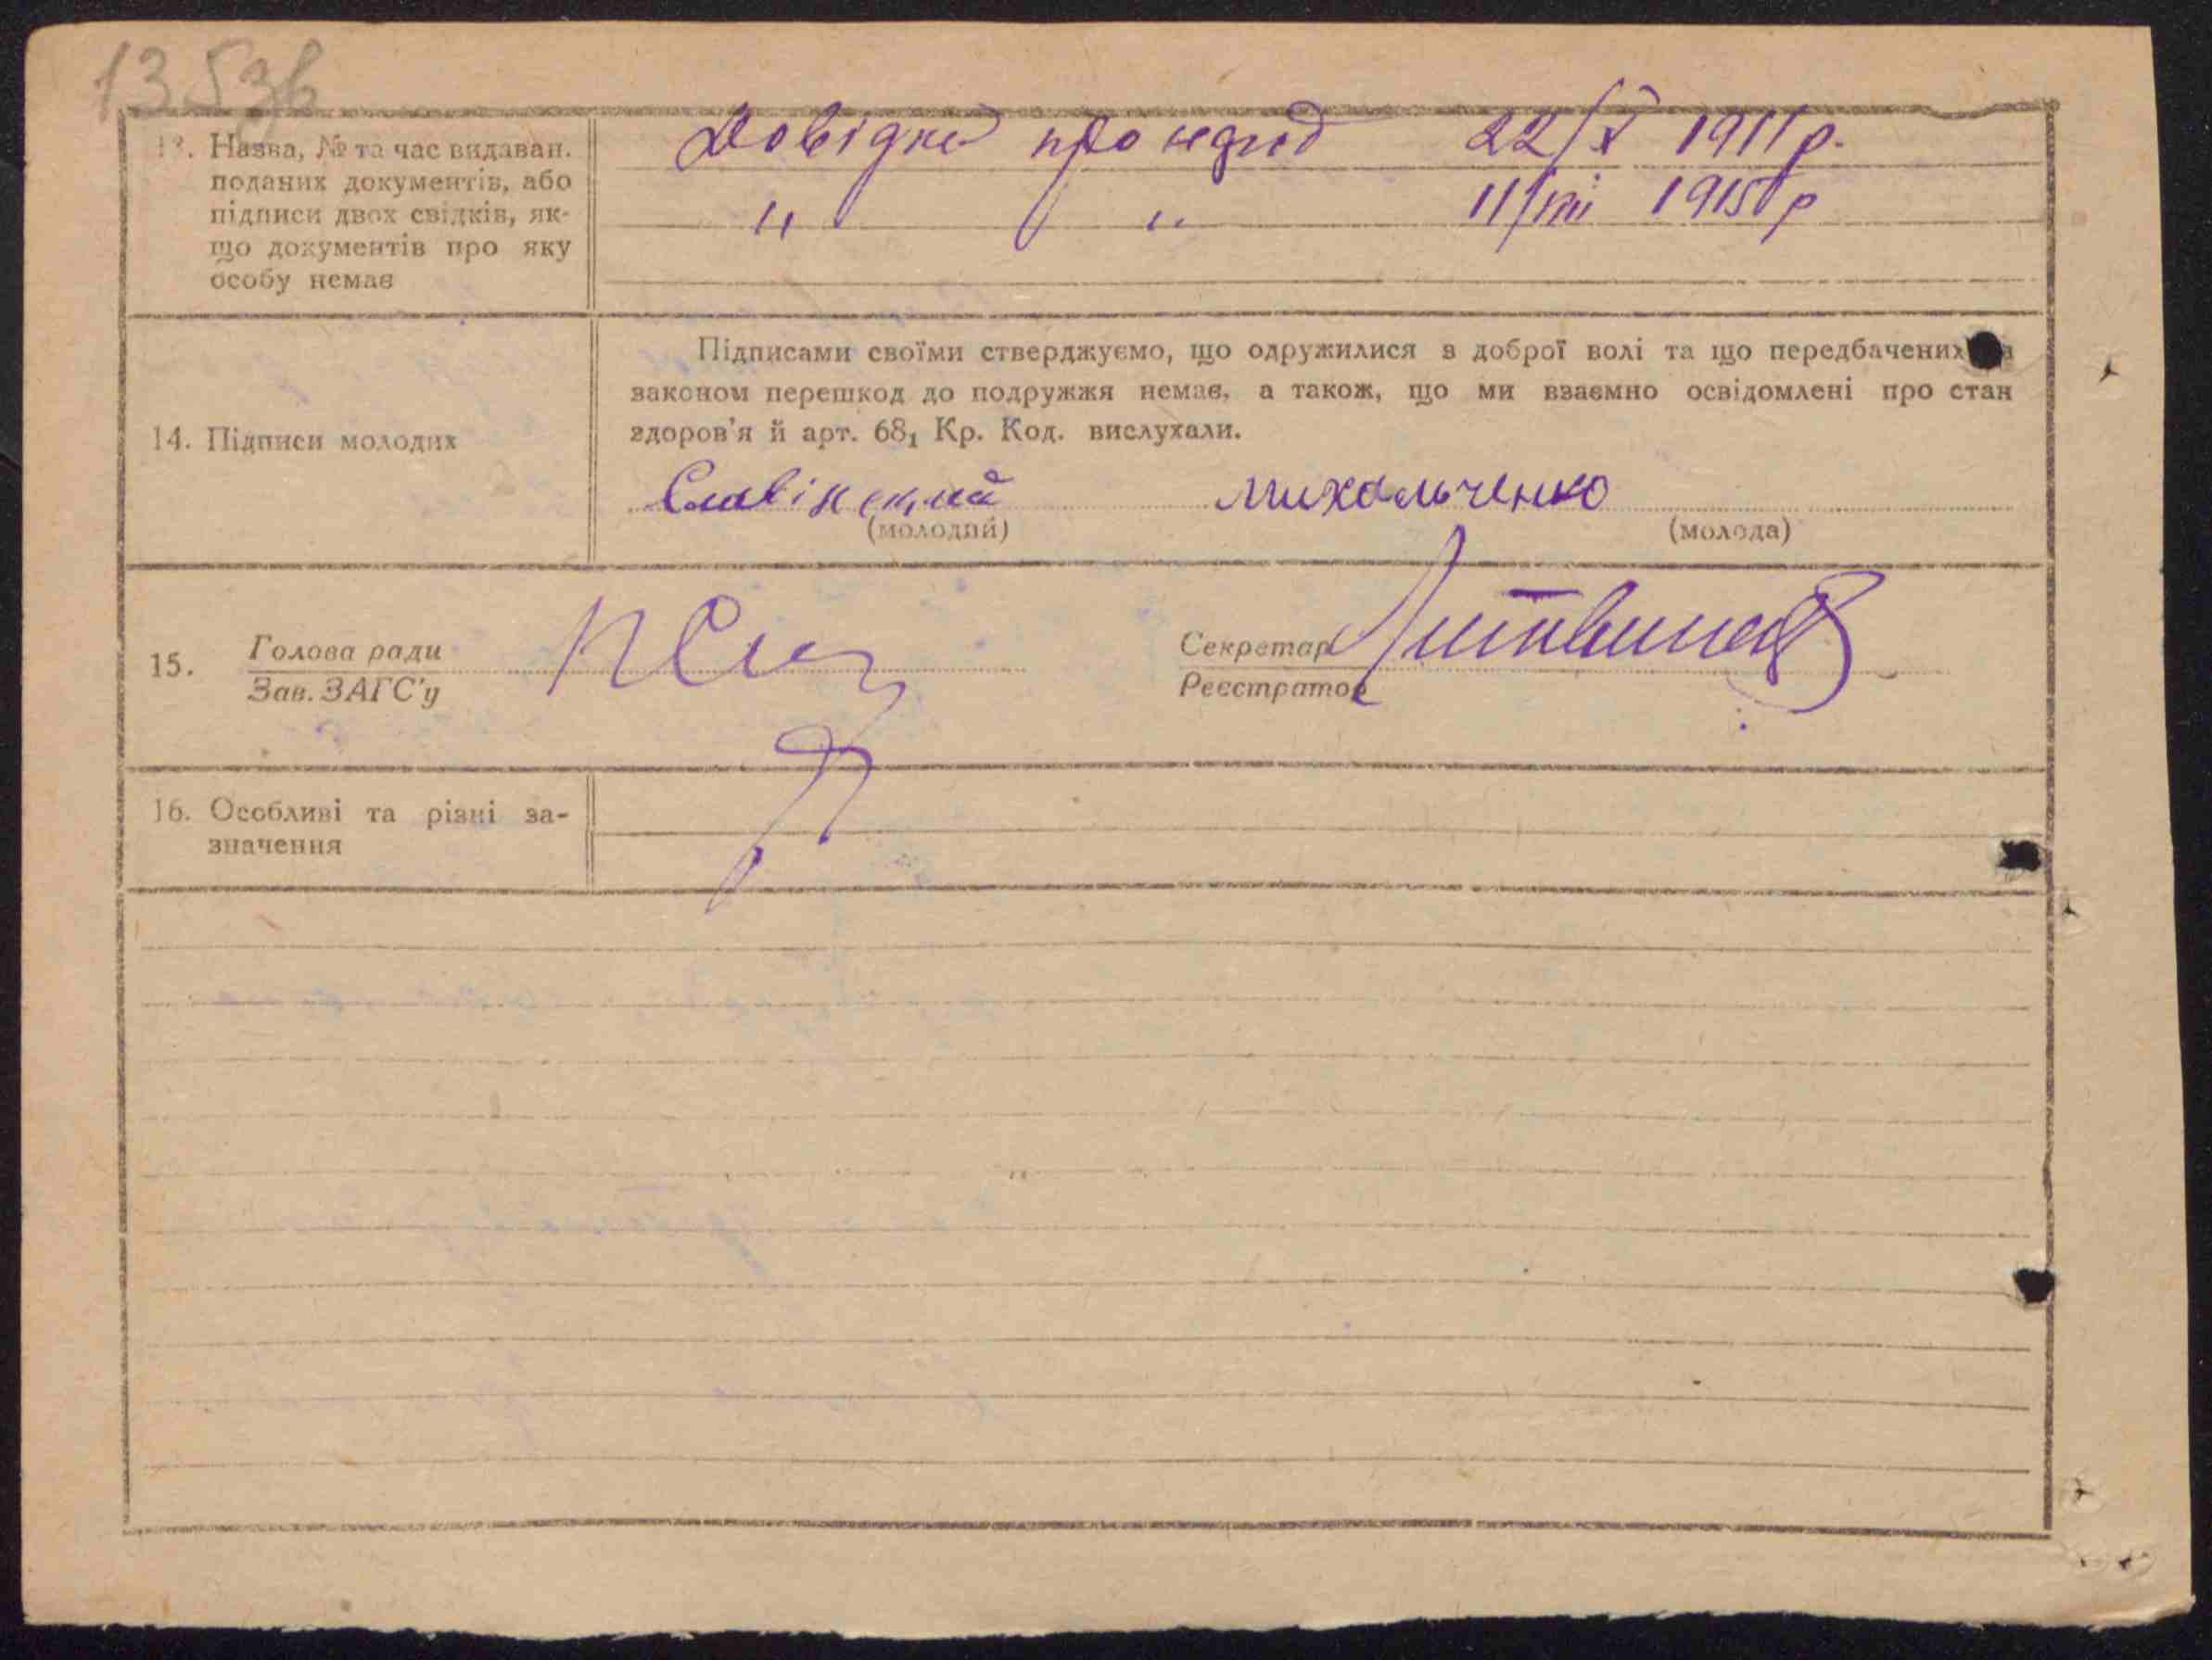 13. Назва, № та час видаван.
поданих документів, або
підписи двох свідків, як-
що документів про яку
особу немає
Довідка про народ 22/X 1911 р.
" " 11/VIII 1915 р
14. Підписи молодих
Підписами своїми стверджуємо, що одружилися з доброї волі та що передбачених
законом перешкод до подружжя немає, а також, що ми взаємно освідомлені про стан
здоров'я й арт. 68₁ Кр. Код. вислухали.
Славінский Михальченко
(молодий) (молода)
15. Голова ради
Зав. ЗАГС'у
Секретар
Реєстратор
16. Особливі та різні за-
значення